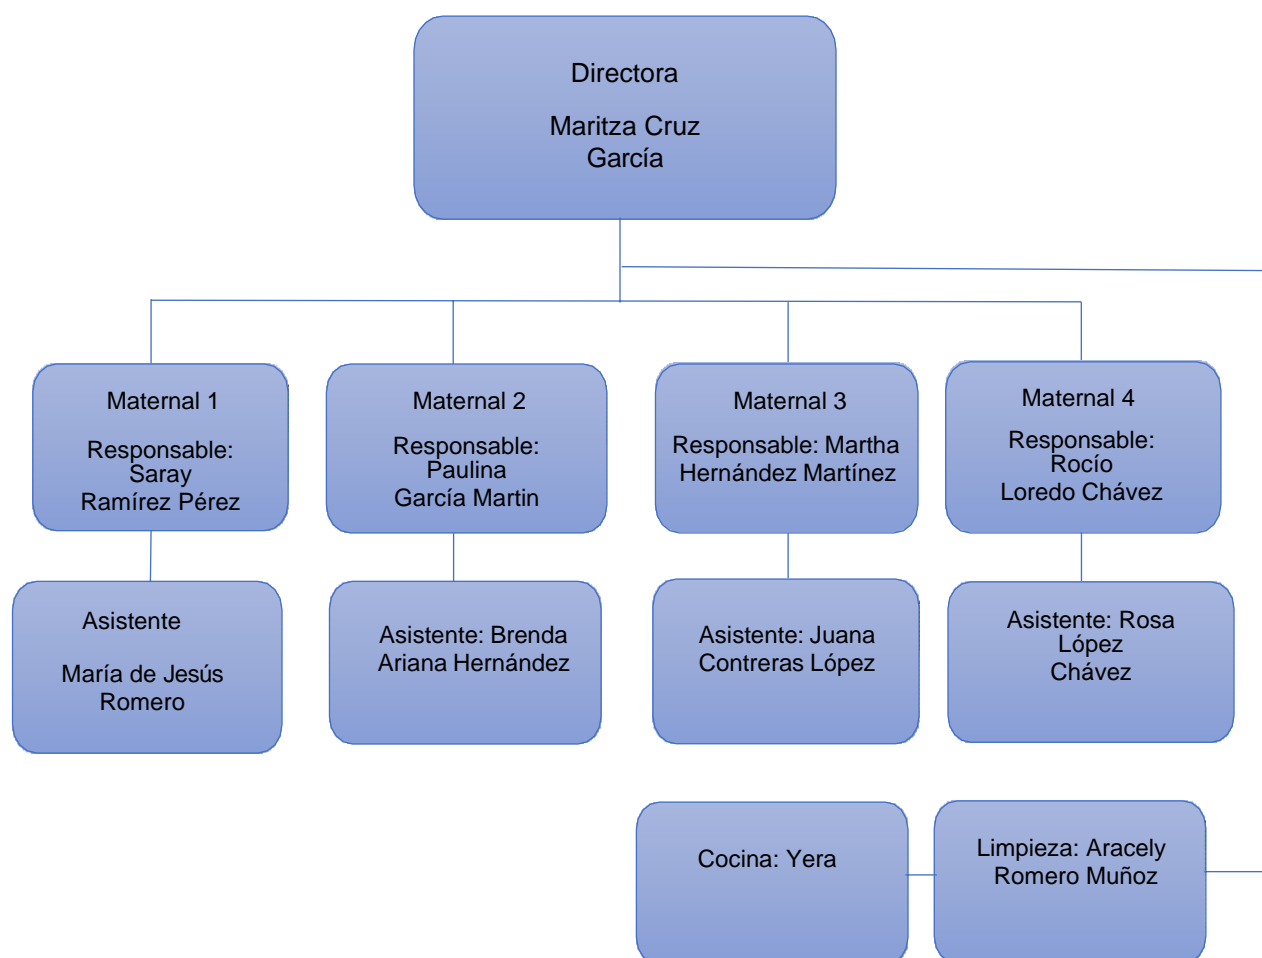 Directora
Maritza Cruz
García
Maternal 1
Responsable:
Saray
Ramírez Pérez
Maternal 2
Responsable:
Paulina
García Martin
Maternal 3
Responsable: Martha
Hernández Martínez
Maternal 4
Responsable:
Rocío
Loredo Chávez
Asistente
María de Jesús
Romero
Asistente: Brenda
Ariana Hernández
Asistente: Juana
Contreras López
Asistente: Rosa
López
Chávez
Cocina: Yera
Limpieza: Aracely
Romero Muñoz